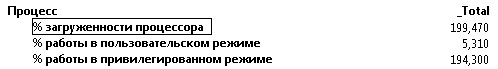 Процесс _Total
% загруженности процессора 199,470
% работы в пользовательском режиме 5,310
% работы в привилегированном режиме 194,300